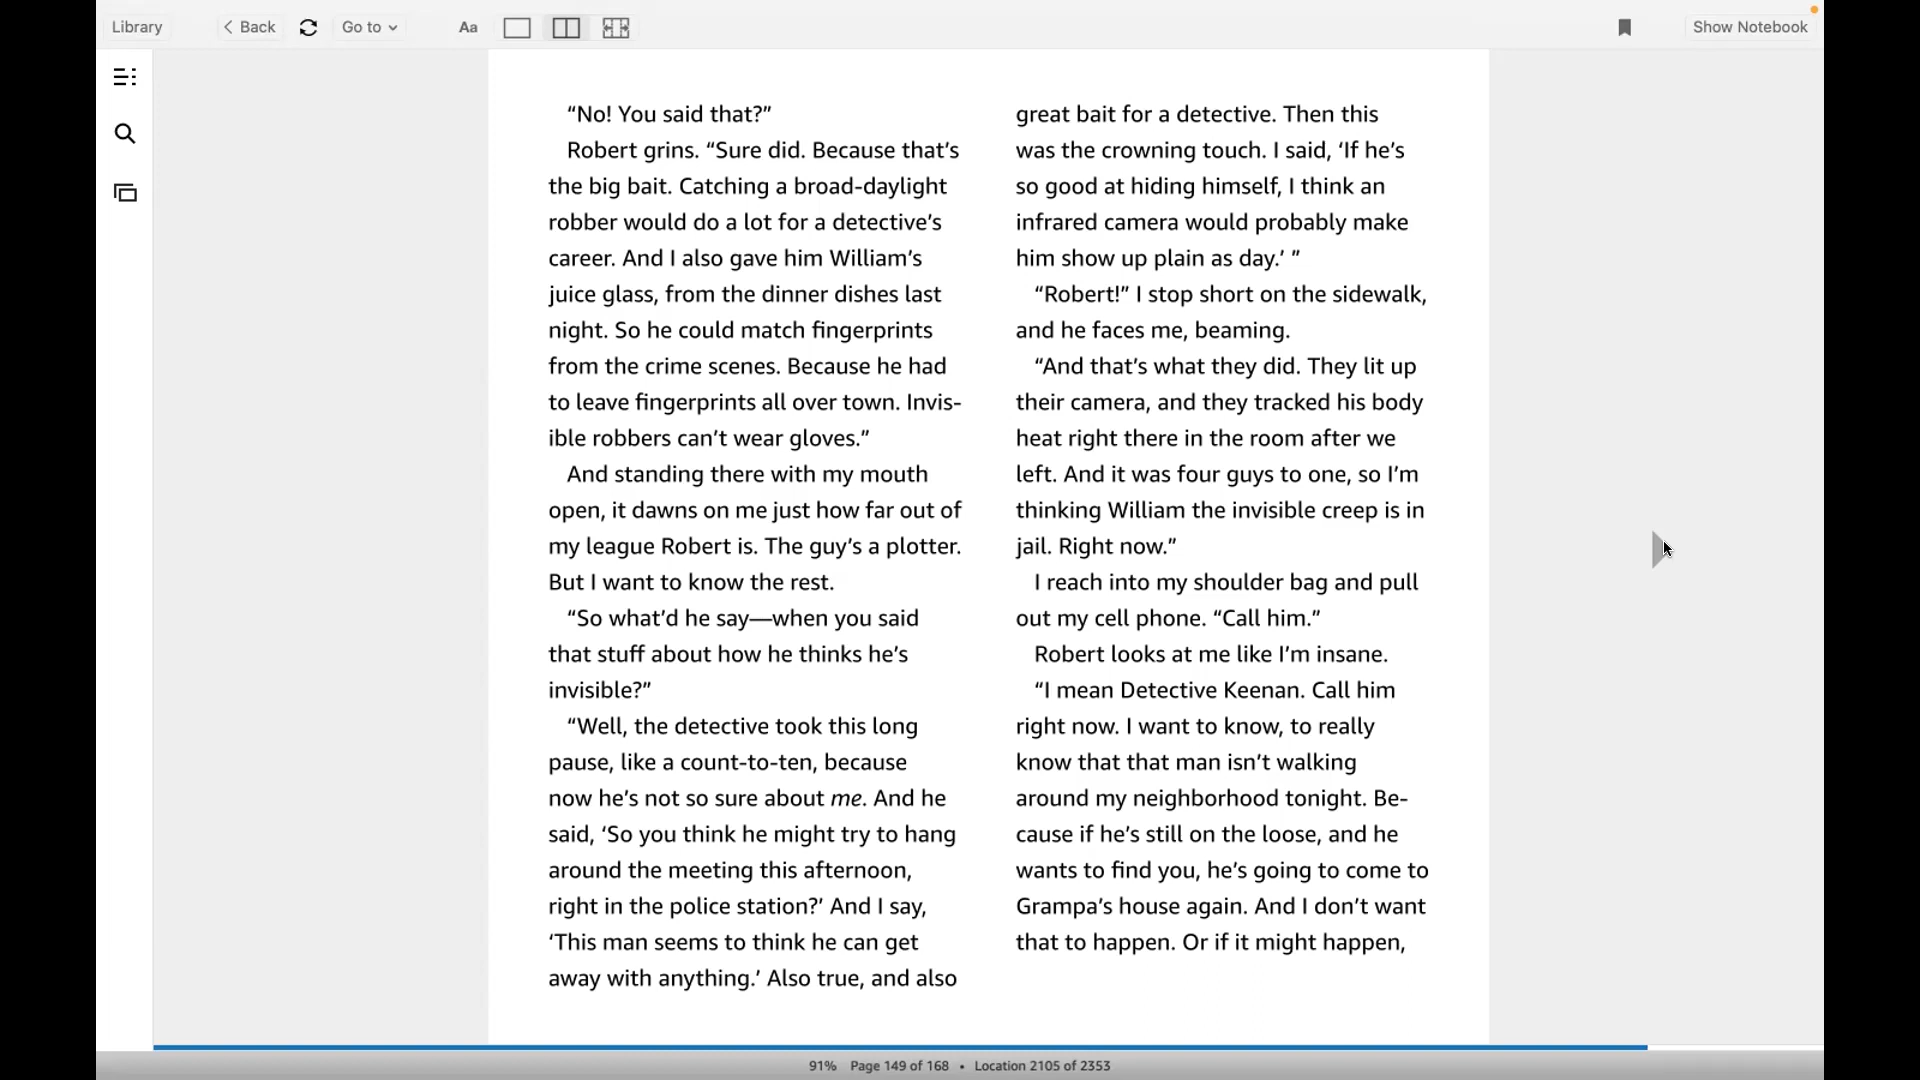 Library
Back
Go to
Aa
Show Notebook
“No! You said that?”
Robert grins. “Sure did. Because that’s
the big bait. Catching a broad-daylight
robber would do a lot for a detective’s
career. And I also gave him William’s
juice glass, from the dinner dishes last
night. So he could match fingerprints
from the crime scenes. Because he had
to leave fingerprints all over town. Invis-
ible robbers can’t wear gloves.”
And standing there with my mouth
open, it dawns on me just how far out of
my league Robert is. The guy’s a plotter.
But I want to know the rest.
“So what’d he say—when you said
that stuff about how he thinks he’s
invisible?”
“Well, the detective took this long
pause, like a count-to-ten, because
now he’s not so sure about me. And he
said, ‘So you think he might try to hang
around the meeting this afternoon,
right in the police station?’ And I say,
‘This man seems to think he can get
away with anything.’ Also true, and also
great bait for a detective. Then this
was the crowning touch. I said, ‘If he’s
so good at hiding himself, I think an
infrared camera would probably make
him show up plain as day.’ ”
“Robert!” I stop short on the sidewalk,
and he faces me, beaming.
“And that’s what they did. They lit up
their camera, and they tracked his body
heat right there in the room after we
left. And it was four guys to one, so I’m
thinking William the invisible creep is in
jail. Right now.”
I reach into my shoulder bag and pull
out my cell phone. “Call him.”
Robert looks at me like I’m insane.
“I mean Detective Keenan. Call him
right now. I want to know, to really
know that that man isn’t walking
around my neighborhood tonight. Be-
cause if he’s still on the loose, and he
wants to find you, he’s going to come to
Grampa’s house again. And I don’t want
that to happen. Or if it might happen,
91% Page 149 of 168 • Location 2105 of 2353